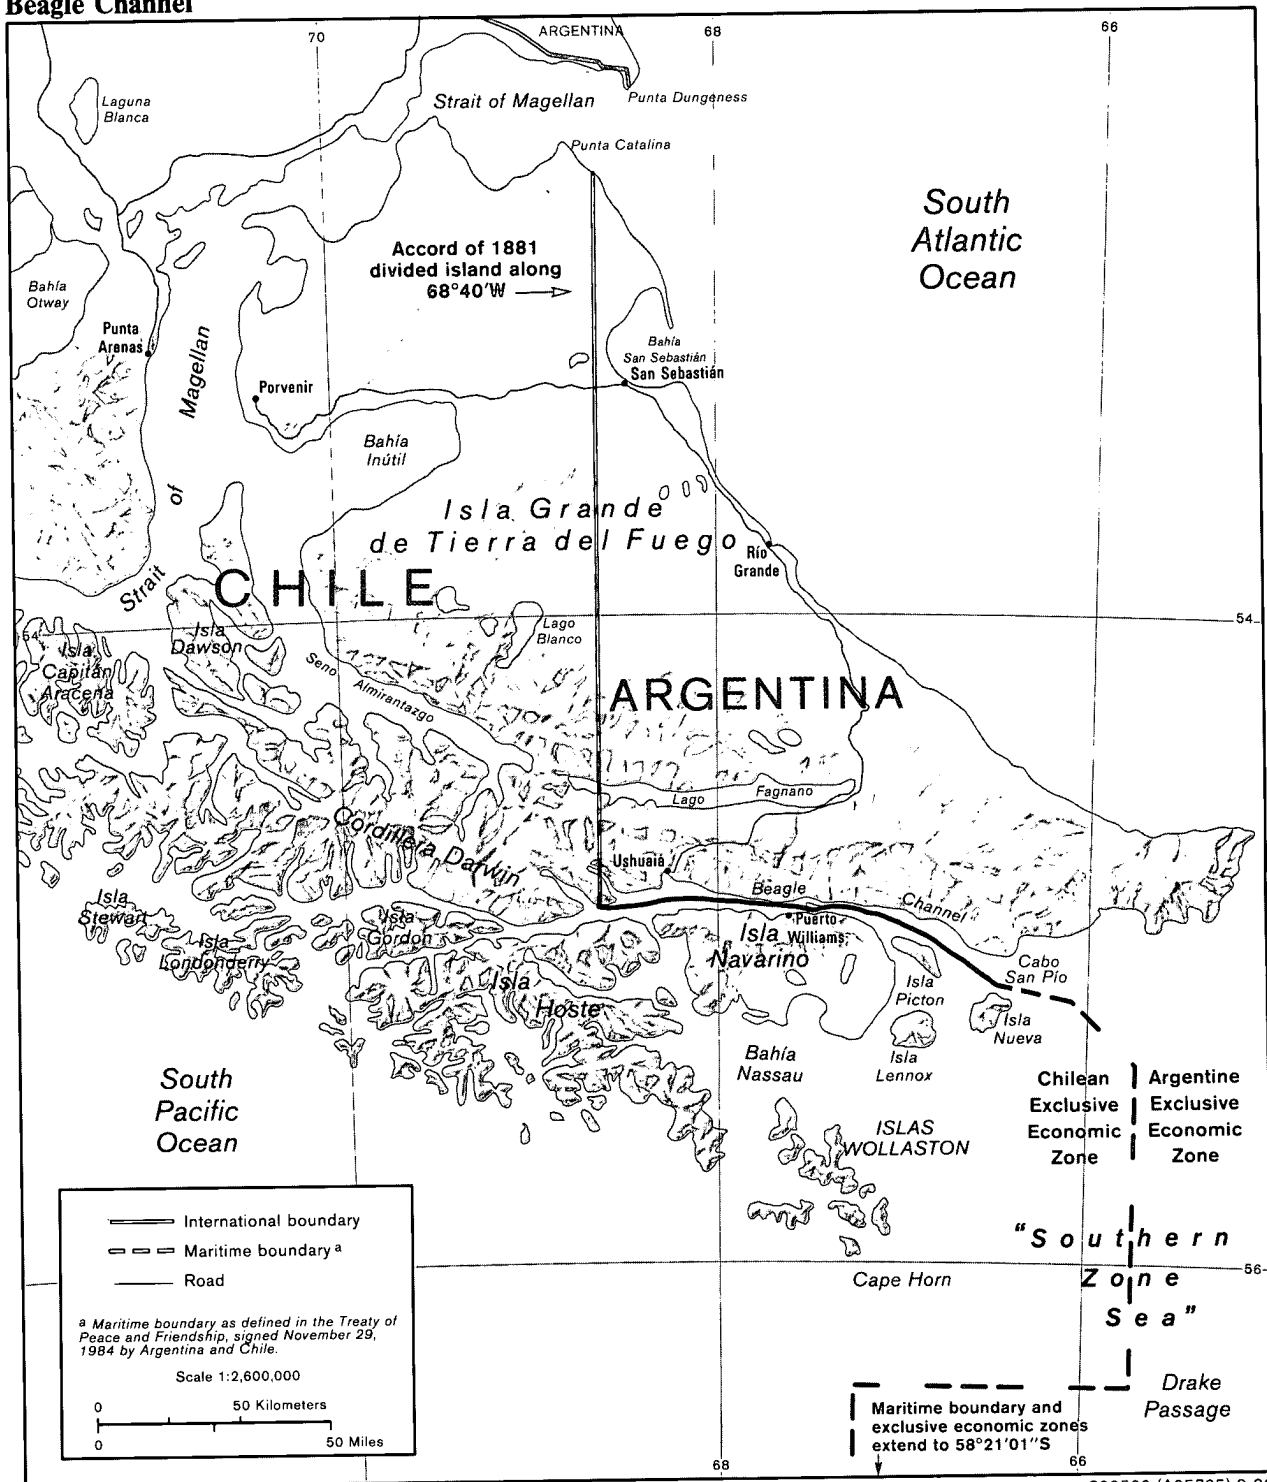 Beagle Channel
70
68
66
ARGENTINA
Laguna
Blanca
Strait of Magellan
Punta Dungeness
Punta Catalina
South
Atlantic
Ocean
Accord of 1881
divided island along
68°40'W
Bahía
Otway
Punta
Arenas
Strait of Magellan
Bahía
San Sebastián
San Sebastián
Porvenir
Bahía
Inútil
Isla Grande
de Tierra del Fuego
Río
Grande
CHILE
54
54
Isla
Dawson
Lago
Blanco
Isla
Capitán
Aracena
Seno Almirantazgo
ARGENTINA
Lago Fagnano
Cordillera Darwin
Ushuaiá
Beagle Channel
Isla
Stewart
Isla
Gordon
Puerto
Williams
Isla
Navarino
Isla
Londonderry
Cabo
San Pío
Isla
Picton
Isla
Hoste
Isla
Nueva
Bahía
Nassau
Isla
Lennox
South
Pacific
Ocean
Chilean
Exclusive
Economic
Zone
Argentine
Exclusive
Economic
Zone
ISLAS
WOLLASTON
International boundary
Maritime boundary a
Road
a Maritime boundary as defined in the Treaty of
Peace and Friendship, signed November 29,
1984 by Argentina and Chile.
Scale 1:2,600,000
0 50 Kilometers
0 50 Miles
"Southern
Zone
Sea"
56
Cape Horn
Drake
Passage
Maritime boundary and
exclusive economic zones
extend to 58°21'01"S
68
66